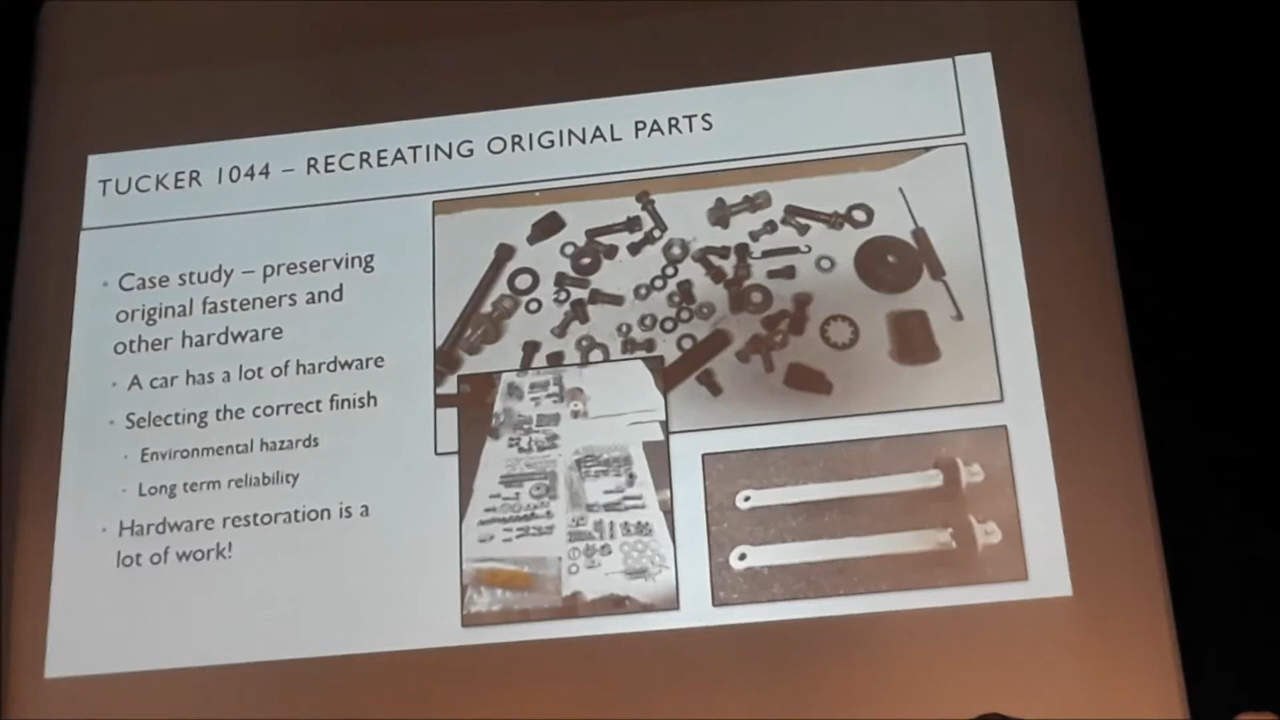 TUCKER 1044 – RECREATING ORIGINAL PARTS
• Case study – preserving
original fasteners and
other hardware
• A car has a lot of hardware
• Selecting the correct finish
• Environmental hazards
• Long term reliability
• Hardware restoration is a
lot of work!